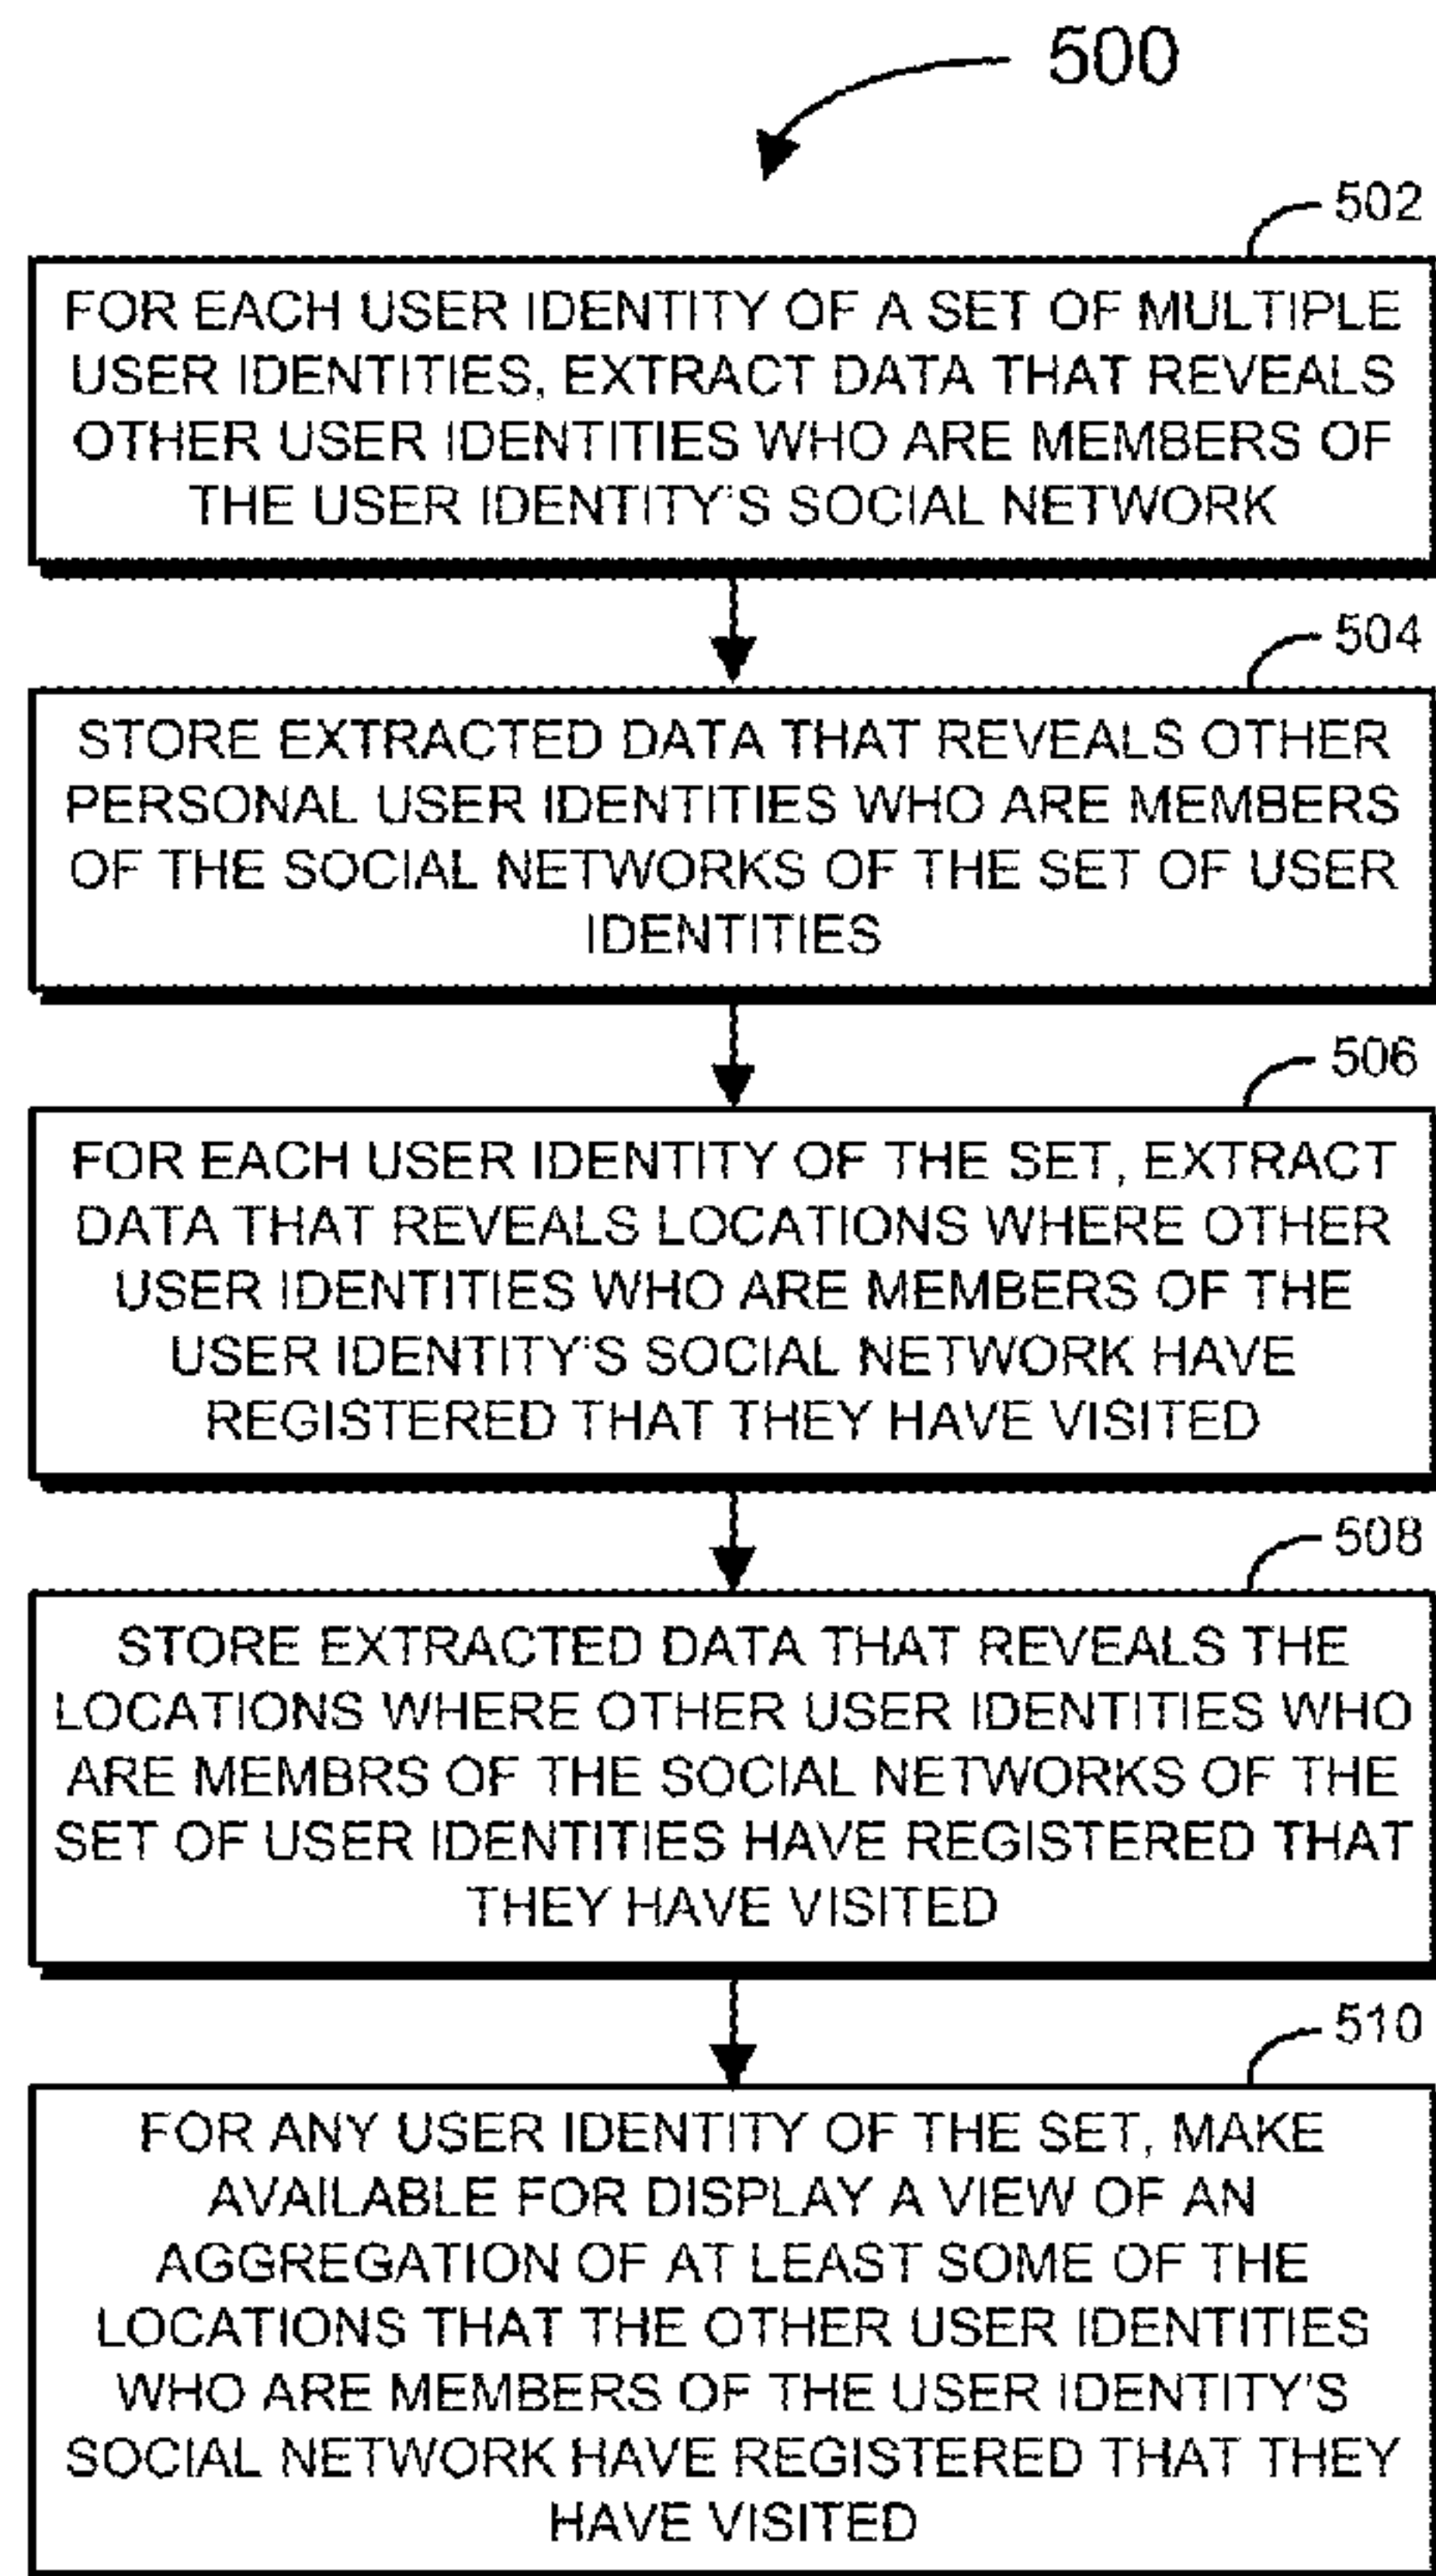 500
502
FOR EACH USER IDENTITY OF A SET OF MULTIPLE
USER IDENTITIES, EXTRACT DATA THAT REVEALS
OTHER USER IDENTITIES WHO ARE MEMBERS OF
THE USER IDENTITY'S SOCIAL NETWORK
504
STORE EXTRACTED DATA THAT REVEALS OTHER
PERSONAL USER IDENTITIES WHO ARE MEMBERS
OF THE SOCIAL NETWORKS OF THE SET OF USER
IDENTITIES
506
FOR EACH USER IDENTITY OF THE SET, EXTRACT
DATA THAT REVEALS LOCATIONS WHERE OTHER
USER IDENTITIES WHO ARE MEMBERS OF THE
USER IDENTITY'S SOCIAL NETWORK HAVE
REGISTERED THAT THEY HAVE VISITED
508
STORE EXTRACTED DATA THAT REVEALS THE
LOCATIONS WHERE OTHER USER IDENTITIES WHO
ARE MEMBRS OF THE SOCIAL NETWORKS OF THE
SET OF USER IDENTITIES HAVE REGISTERED THAT
THEY HAVE VISITED
510
FOR ANY USER IDENTITY OF THE SET, MAKE
AVAILABLE FOR DISPLAY A VIEW OF AN
AGGREGATION OF AT LEAST SOME OF THE
LOCATIONS THAT THE OTHER USER IDENTITIES
WHO ARE MEMBERS OF THE USER IDENTITY'S
SOCIAL NETWORK HAVE REGISTERED THAT THEY
HAVE VISITED